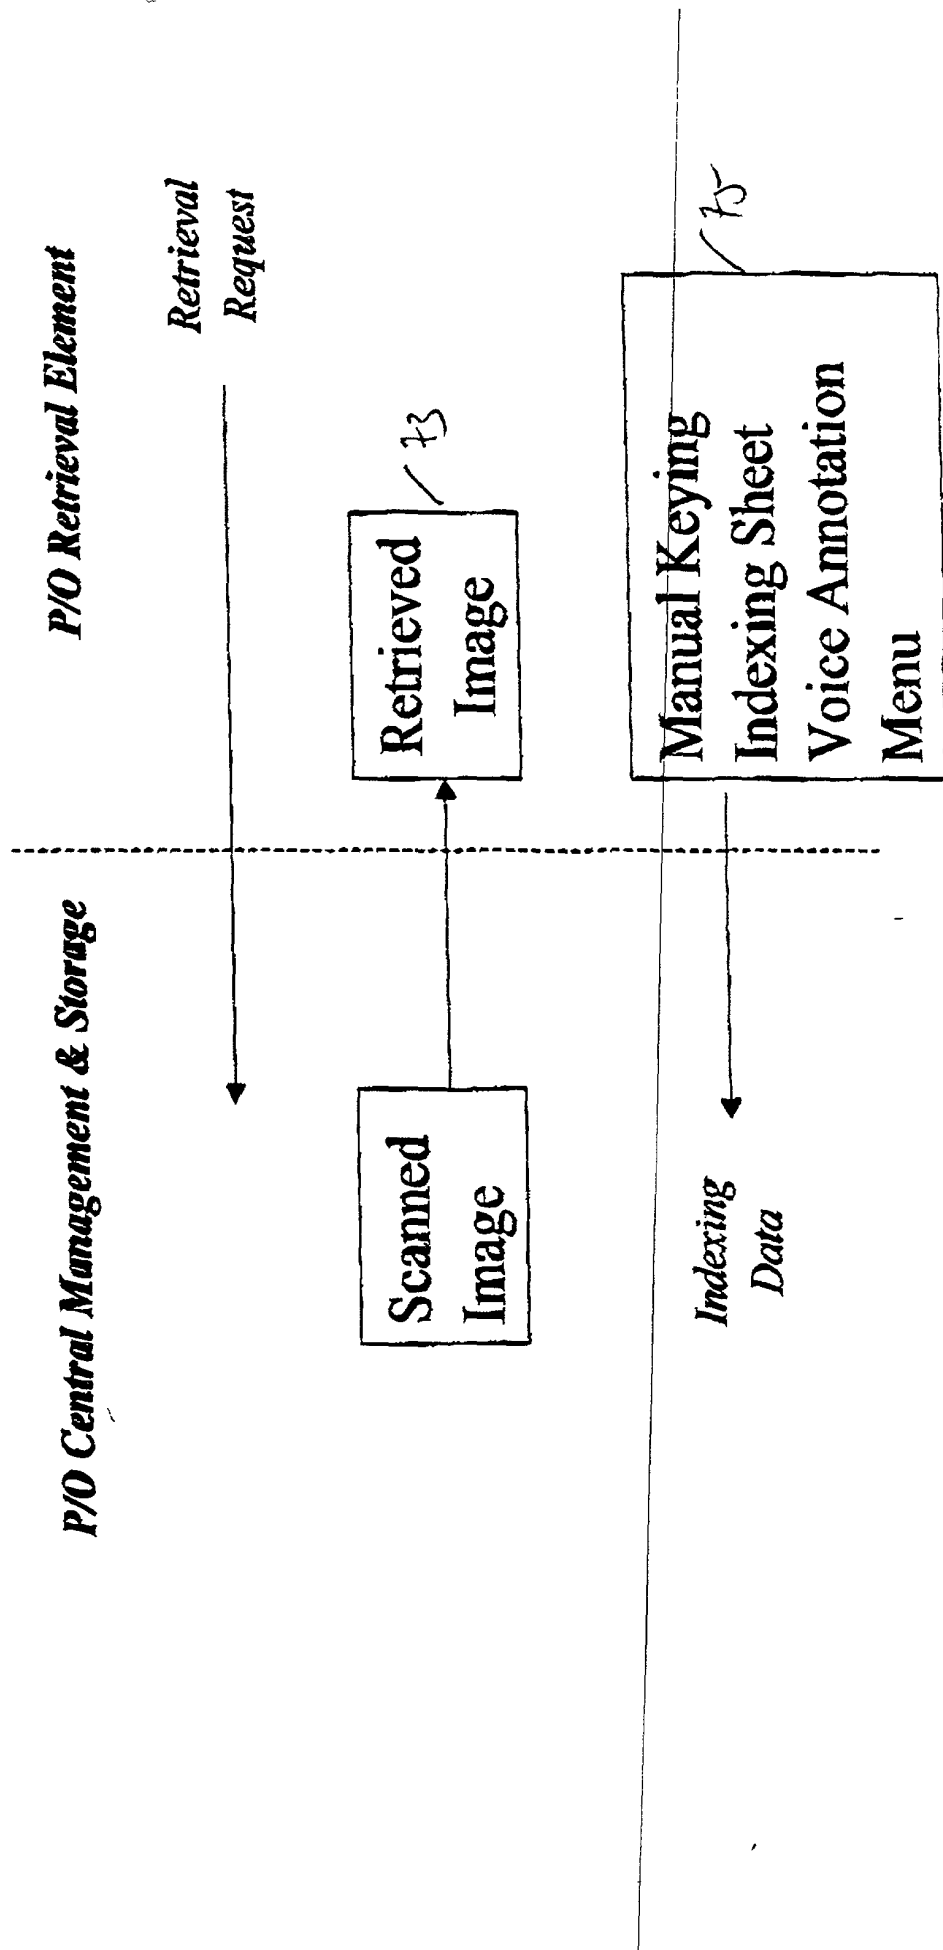 P/O Central Management & Storage
P/O Retrieval Element
Retrieval
Request
Scanned
Image
Retrieved
Image
73
Indexing
Data
Manual Keying
Indexing Sheet
Voice Annotation
Menu
75